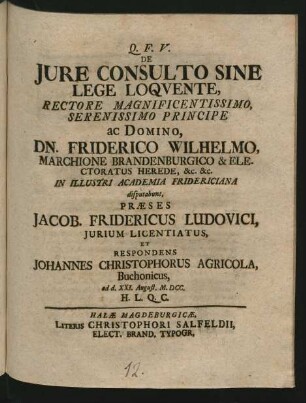 Q. F. V.
DE
JURE CONSULTO SINE
LEGE LOQVENTE,
RECTORE MAGNIFICENTISSIMO,
SERENISSIMO PRINCIPE
ac DOMINO,
DN. FRIDERICO WILHELMO,
MARCHIONE BRANDENBURGICO & ELE-
CTORATUS HEREDE, &c. &c.
IN ILLUSTRI ACADEMIA FRIDERICIANA
disputabunt,
PRÆSES
JACOB. FRIDERICUS LUDOVICI,
JURIUM LICENTIATUS,
ET
RESPONDENS
JOHANNES CHRISTOPHORUS AGRICOLA,
Buchonicus,
ad d. XXI. August. M. DCC.
H. L. Q. C.
HALÆ MAGDEBURGICÆ,
LITERIS CHRISTOPHORI SALFELDII,
ELECT. BRAND. TYPOGR.
12.